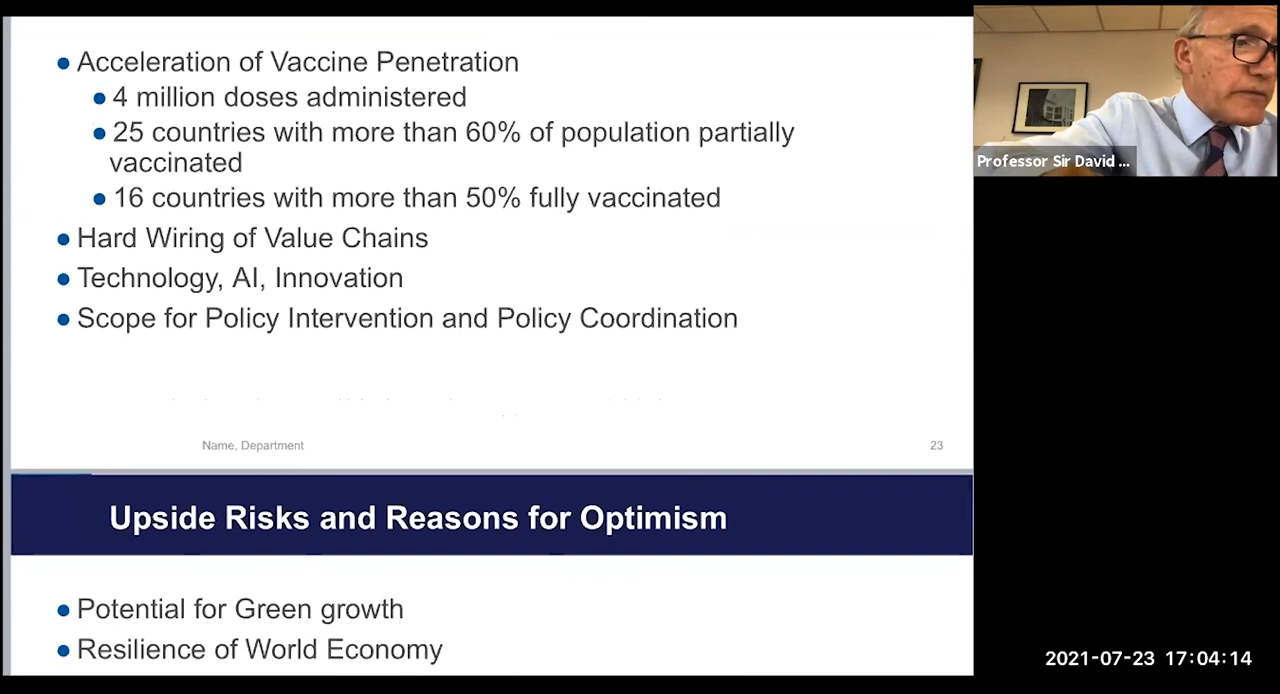 ● Acceleration of Vaccine Penetration
● 4 million doses administered
● 25 countries with more than 60% of population partially
vaccinated
● 16 countries with more than 50% fully vaccinated
● Hard Wiring of Value Chains
● Technology, AI, Innovation
● Scope for Policy Intervention and Policy Coordination
Name, Department
23
Upside Risks and Reasons for Optimism
● Potential for Green growth
● Resilience of World Economy
Professor Sir David ...
2021-07-23 17:04:14